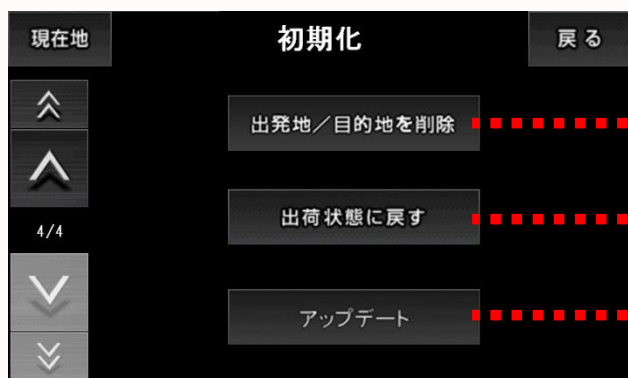 現在地
初期化
戻る
出発地／目的地を削除
4/4
出荷状態に戻す
アップデート